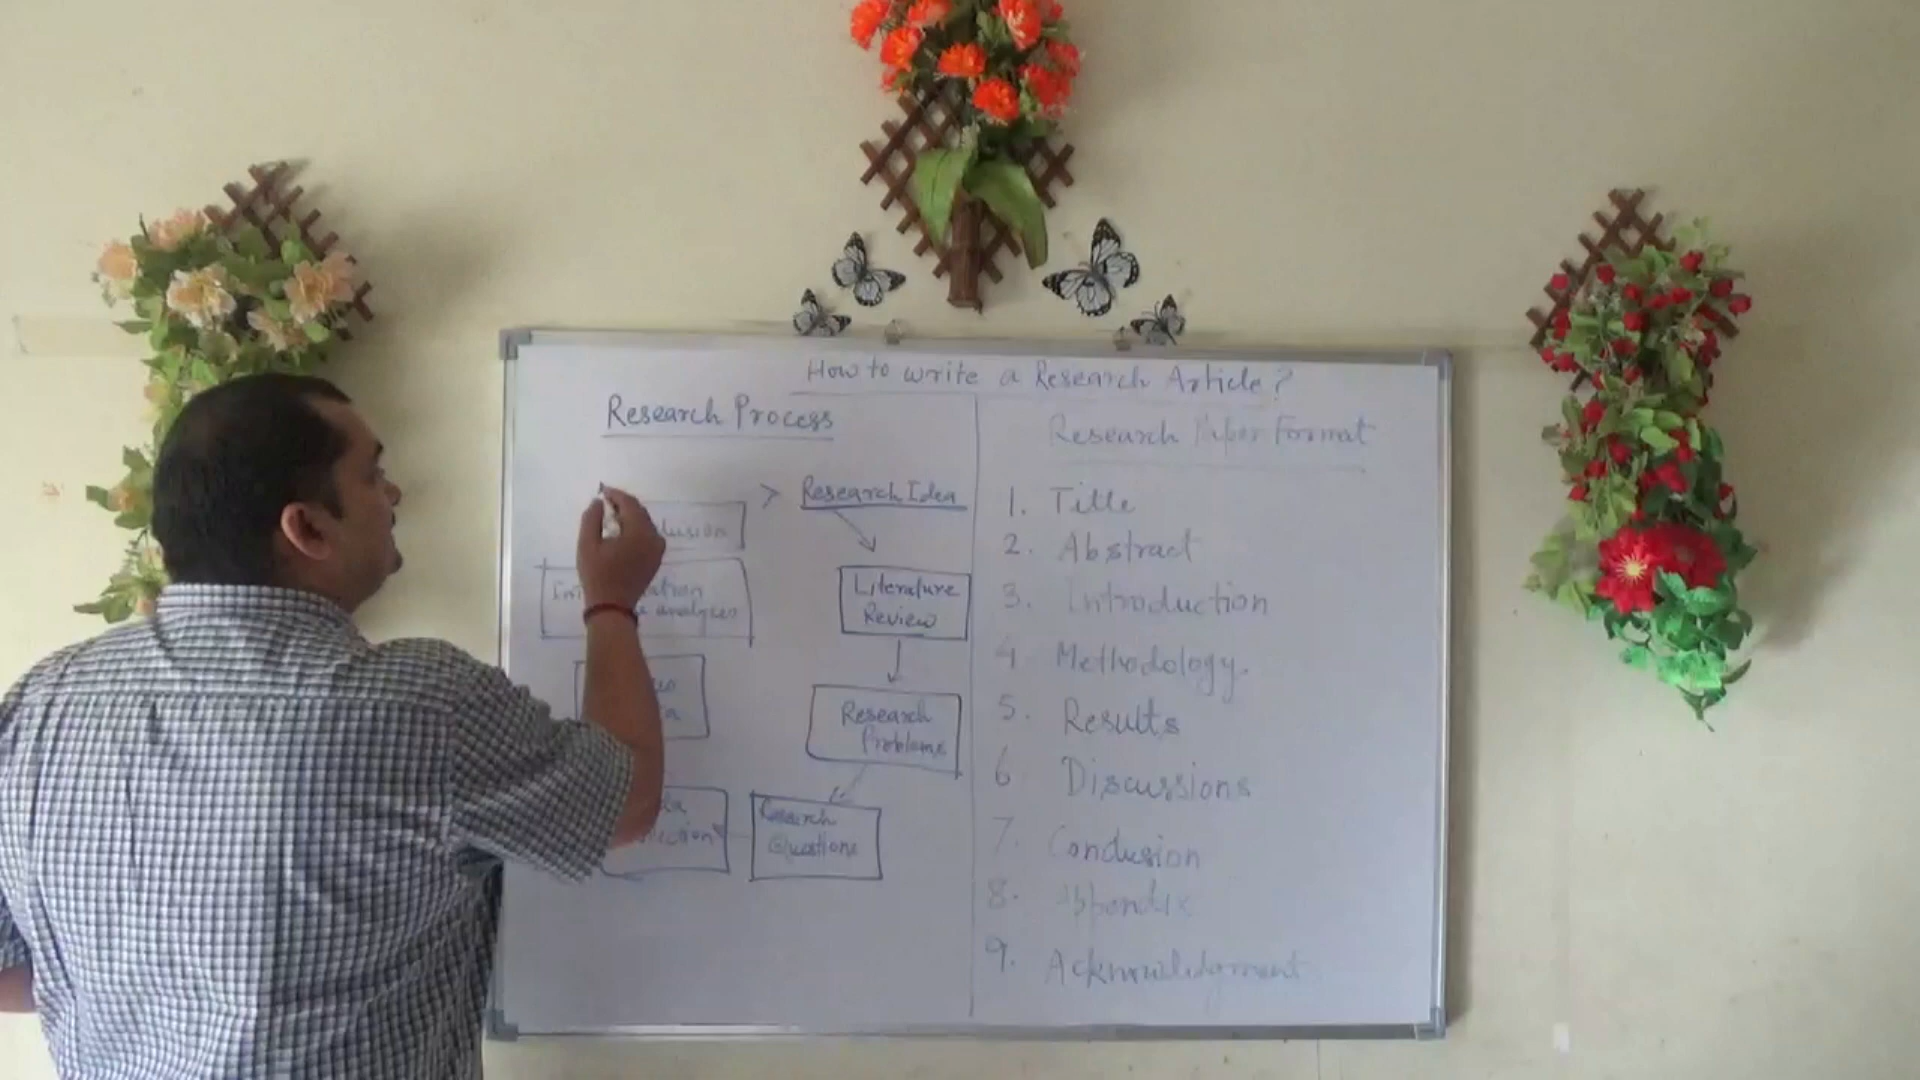 How to write a Research Article?
Research Process
> Research Idea
Literature
Review
Research
Problems
Research
Questions
Research Paper Format
1. Title
2. Abstract
3. Introduction
4 Methodology.
5. Results
6 Discussions
7. Conclusion
8. Appendix
9. Acknowledgment